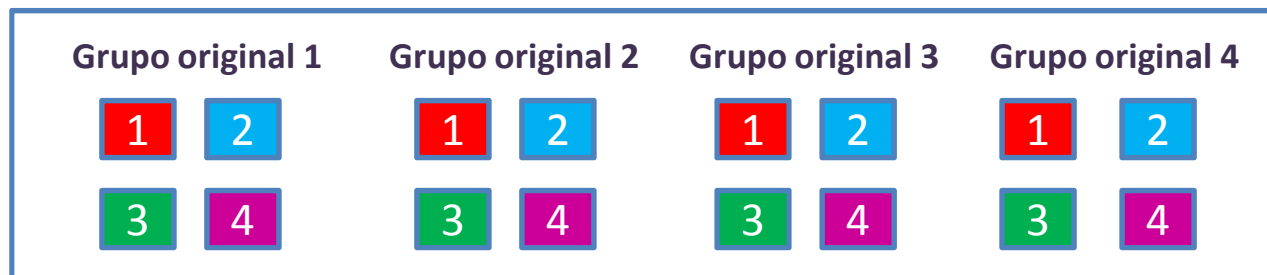 Grupo original 1 Grupo original 2 Grupo original 3 Grupo original 4
1 2 1 2 1 2 1 2
3 4 3 4 3 4 3 4